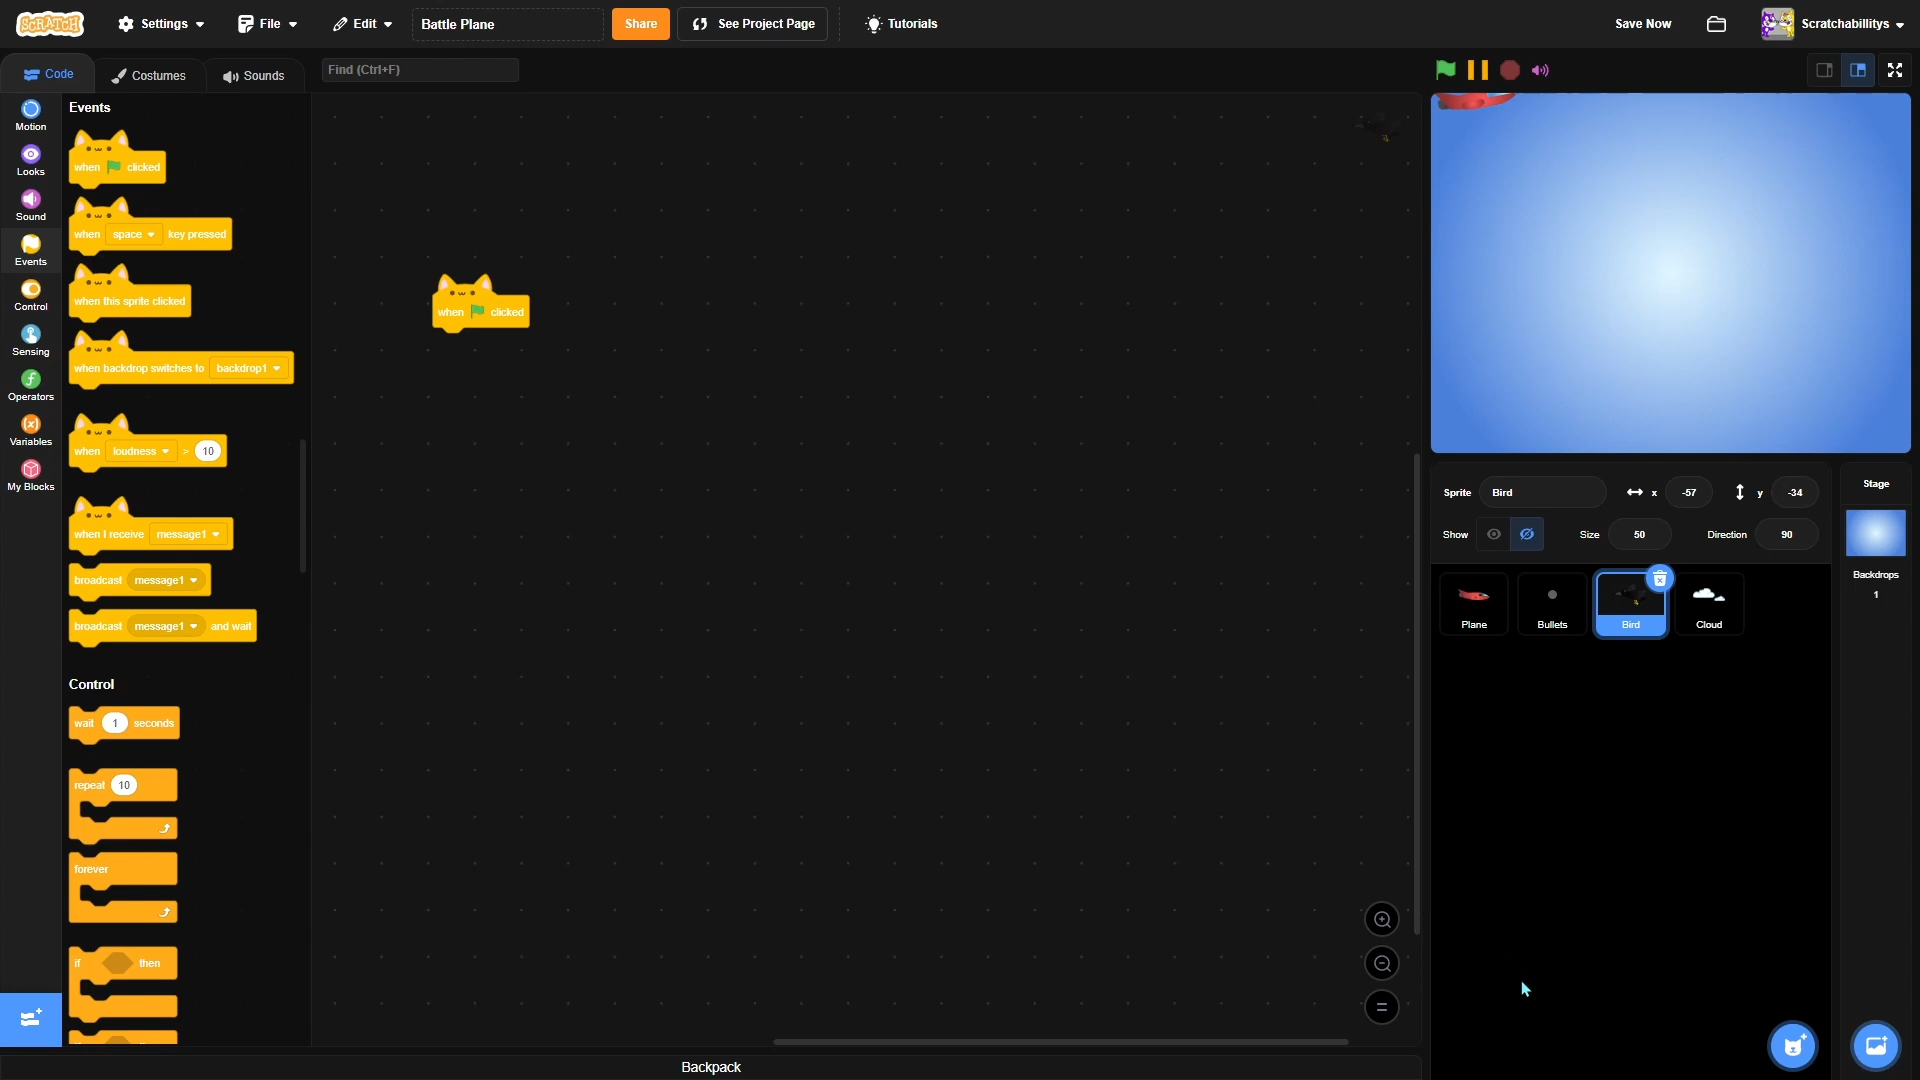 SCRATCH
Settings
File
Edit
Battle Plane
Share
See Project Page
Tutorials
Save Now
Scratchabillitys
Code
Costumes
Sounds
Find (Ctrl+F)
Motion
Looks
Sound
Events
Control
Sensing
Operators
Variables
My Blocks
Events
when clicked
when space key pressed
when this sprite clicked
when backdrop switches to backdrop1
when loudness > 10
when I receive message1
broadcast message1
broadcast message1 and wait
Control
wait 1 seconds
repeat 10
forever
if then
when clicked
Sprite Bird x -57 y -34
Show Size 50 Direction 90
Plane
Bullets
Bird
Cloud
Stage
Backdrops
1
Backpack